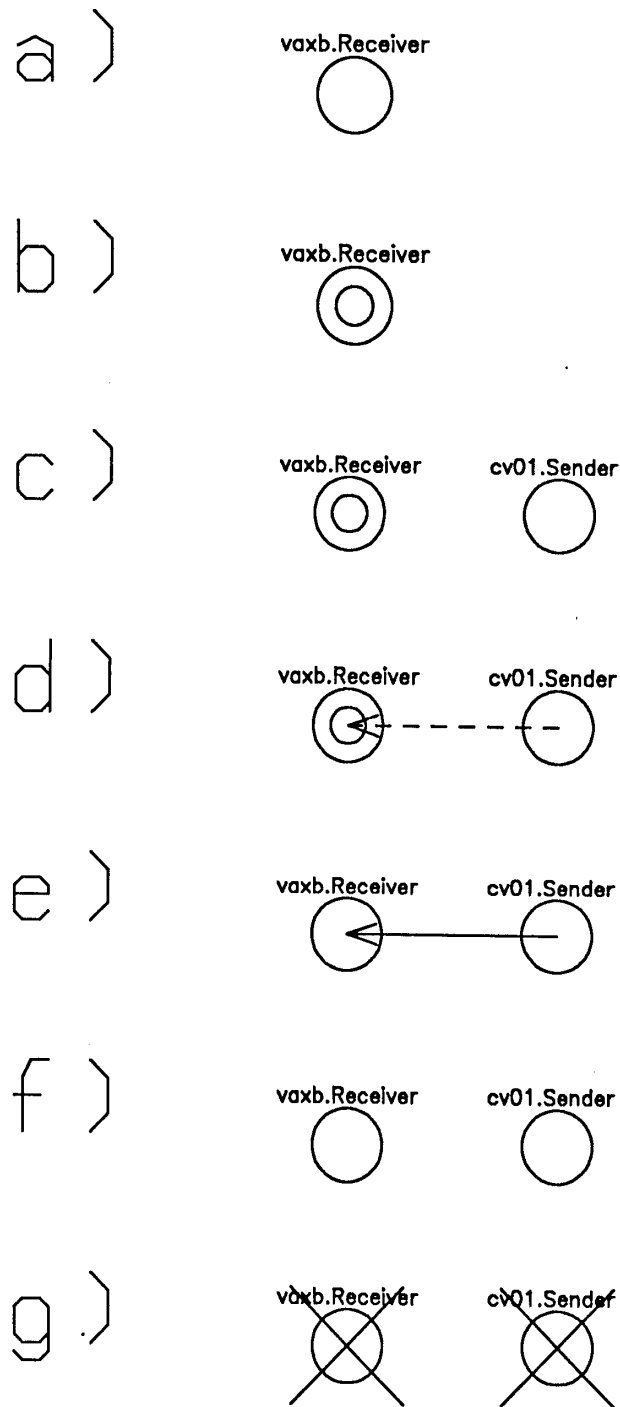 a) vaxb.Receiver
b) vaxb.Receiver
c) vaxb.Receiver cv01.Sender
d) vaxb.Receiver cv01.Sender
e) vaxb.Receiver cv01.Sender
f) vaxb.Receiver cv01.Sender
g) vaxb.Receiver cv01.Sender